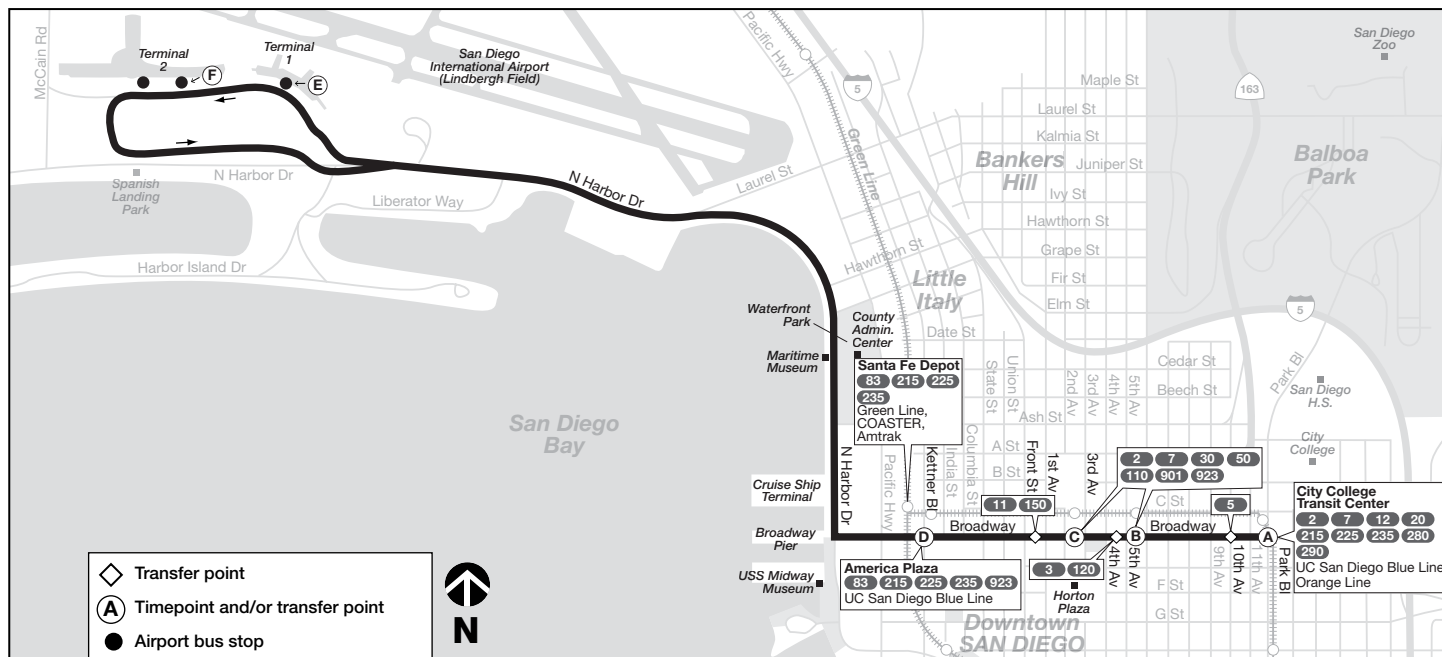 McCain Rd
Terminal
2
F
Terminal
1
E
San Diego
International Airport
(Lindbergh Field)
Pacific Hwy
5
Maple St
163
San Diego
Zoo
Laurel St
Kalmia St
Bankers
Hill
Juniper St
Balboa
Park
Green Line
Laurel St
Spanish
Landing
Park
N Harbor Dr
Liberator Way
N Harbor Dr
Ivy St
Hawthorn St
Hawthorn St
Grape St
Fir St
Elm St
Harbor Island Dr
Little
Italy
5
Waterfront
Park
County
Admin.
Center
Date St
Maritime
Museum
Santa Fe Depot
83 215 225
235
Green Line,
COASTER,
Amtrak
State St
Union St
2nd Av
3rd Av
4th Av
5th Av
Cedar St
Beech St
Park Bl
San Diego
H.S.
Ash St
San Diego
Bay
N Harbor Dr
Pacific Hwy
Kettner Bl
India St
Columbia St
A St
B St
Front St
1st Av
3rd Av
2 7 30 50
110 901 923
City
College
Cruise Ship
Terminal
11 150
C St
5
City College
Transit Center
2 7 12 20
215 225 235 280
290
UC San Diego Blue Line
Orange Line
Broadway
Pier
Broadway
Broadway
D
C
B
A
USS Midway
Museum
America Plaza
83 215 225 235 923
UC San Diego Blue Line
3 120
Horton
Plaza
4th Av
5th Av
9th Av
10th Av
11th Av
Park Bl
F St
G St
Downtown
SAN DIEGO
Transfer point
A Timepoint and/or transfer point
Airport bus stop
N